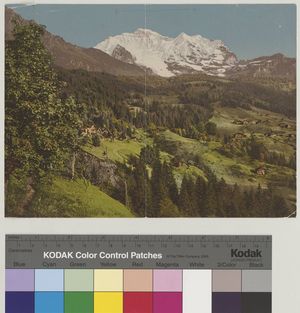 KODAK Color Control Patches Kodak
Blue Cyan Green Yellow Red Magenta White 3/Color Black